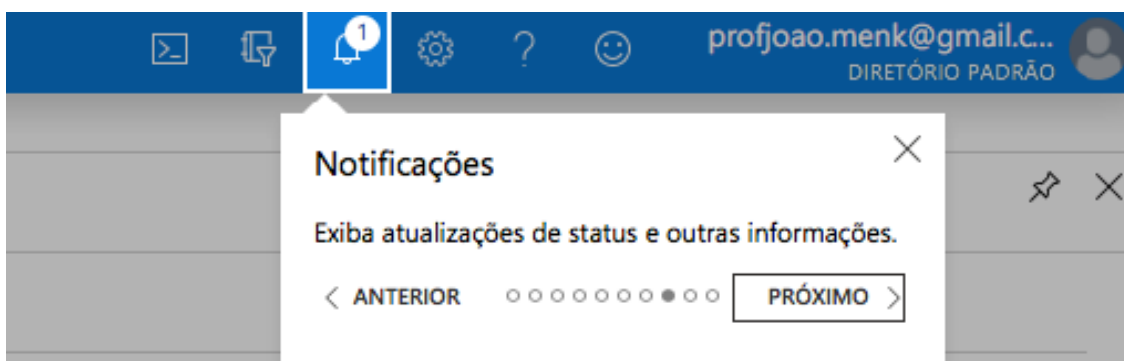 1
profjoao.menk@gmail.c...
DIRETÓRIO PADRÃO
Notificações
Exiba atualizações de status e outras informações.
ANTERIOR
PRÓXIMO